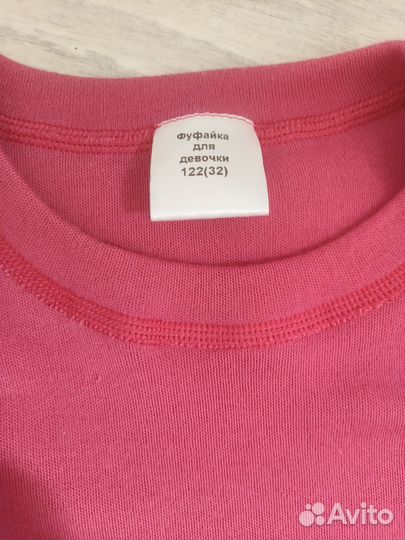 Фуфайка
для
девочки
122(32)
Avito